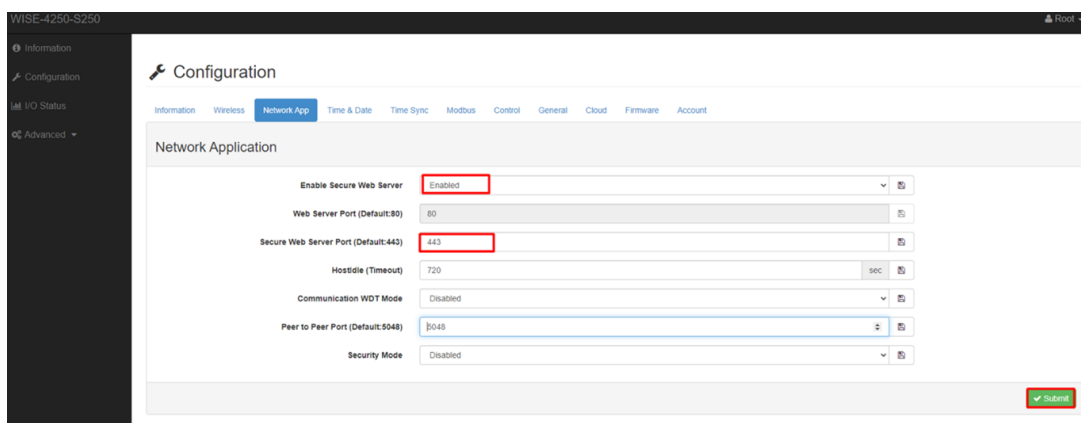 WISE-4250-S250
Root
Information
Configuration
I/O Status
Advanced
Configuration
Information Wireless Network App Time & Date Time Sync Modbus Control General Cloud Firmware Account
Network Application
Enable Secure Web Server Enabled
Web Server Port (Default:80) 80
Secure Web Server Port (Default:443) 443
HostIdle (Timeout) 720 sec
Communication WDT Mode Disabled
Peer to Peer Port (Default:5048) 5048
Security Mode Disabled
Submit